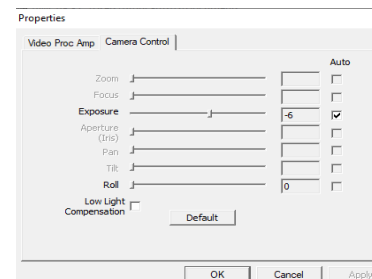 Properties
Video Proc Amp Camera Control
Auto
Zoom
Focus
Exposure -6
Aperture
(Iris)
Pan
Tilt
Roll 0
Low Light
Compensation
Default
OK Cancel Apply